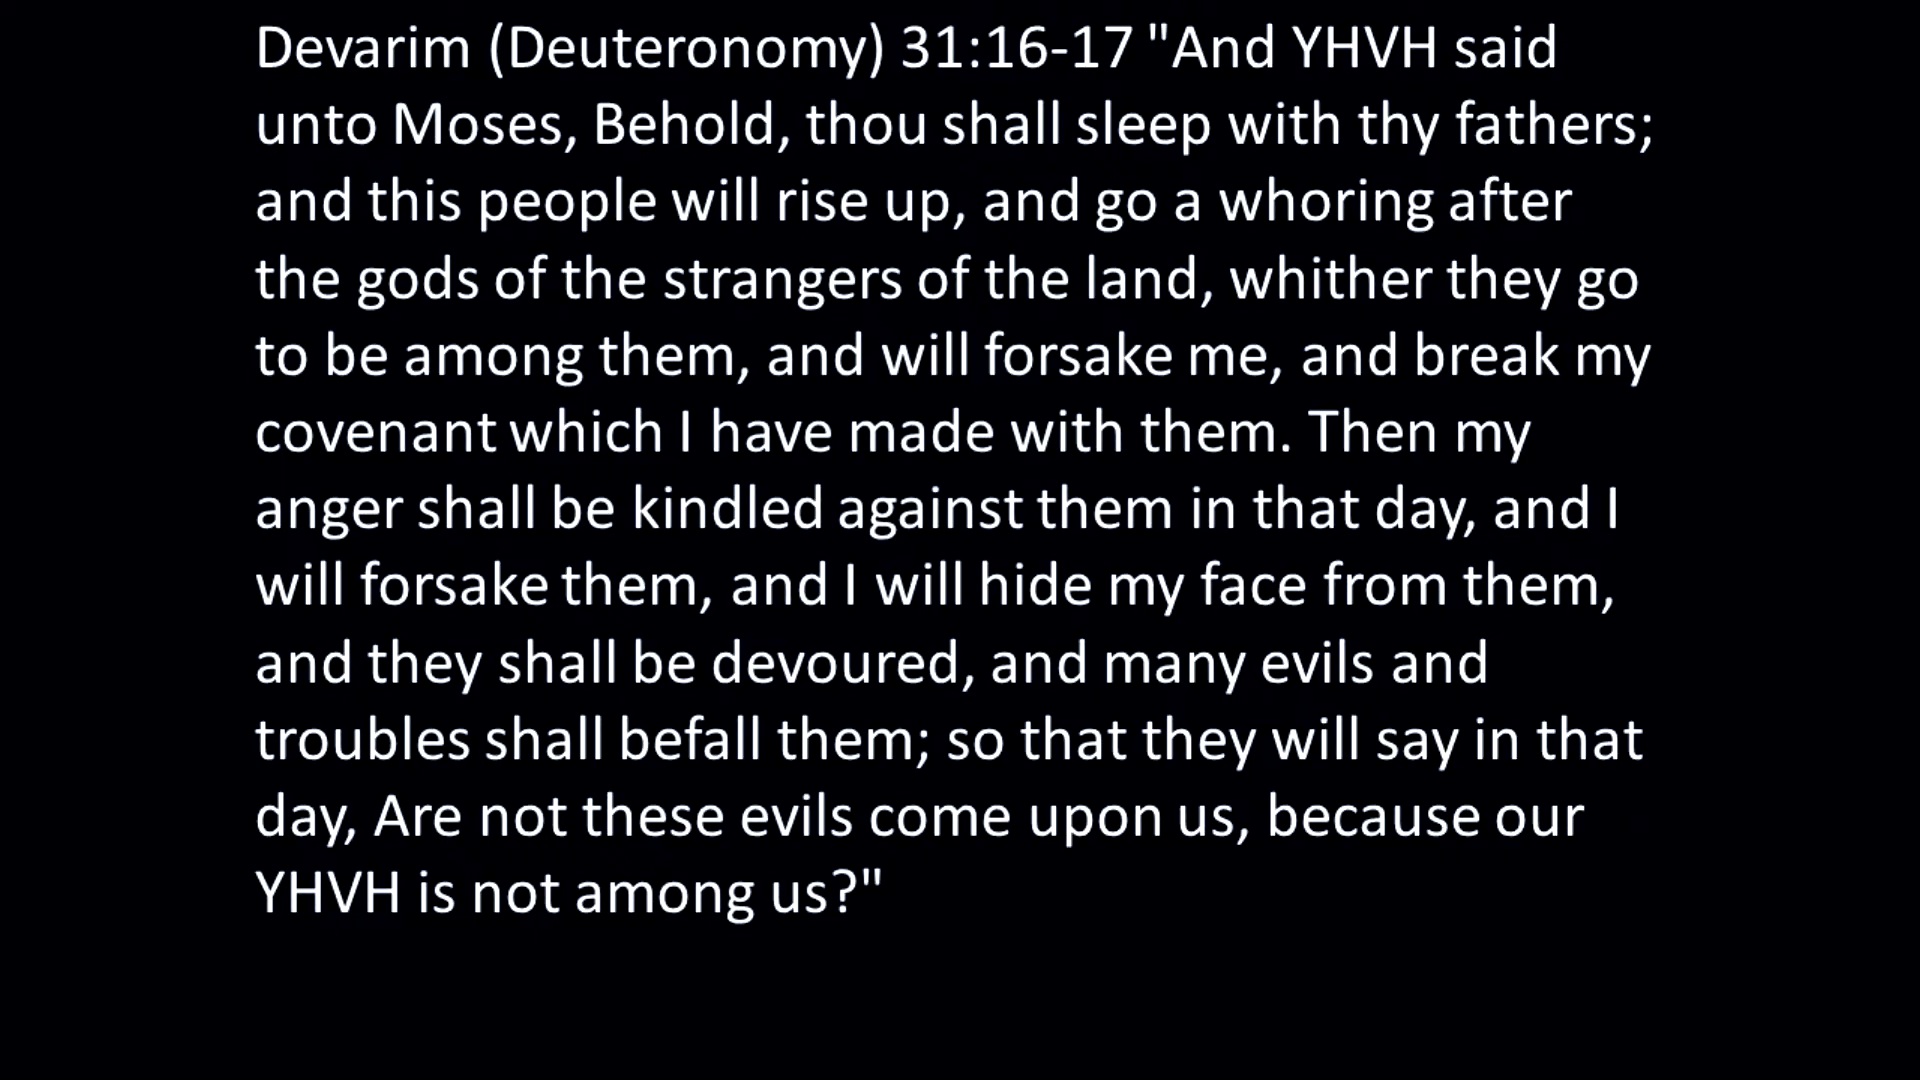 Devarim (Deuteronomy) 31:16-17 "And YHVH said
unto Moses, Behold, thou shall sleep with thy fathers;
and this people will rise up, and go a whoring after
the gods of the strangers of the land, whither they go
to be among them, and will forsake me, and break my
covenant which I have made with them. Then my
anger shall be kindled against them in that day, and I
will forsake them, and I will hide my face from them,
and they shall be devoured, and many evils and
troubles shall befall them; so that they will say in that
day, Are not these evils come upon us, because our
YHVH is not among us?"